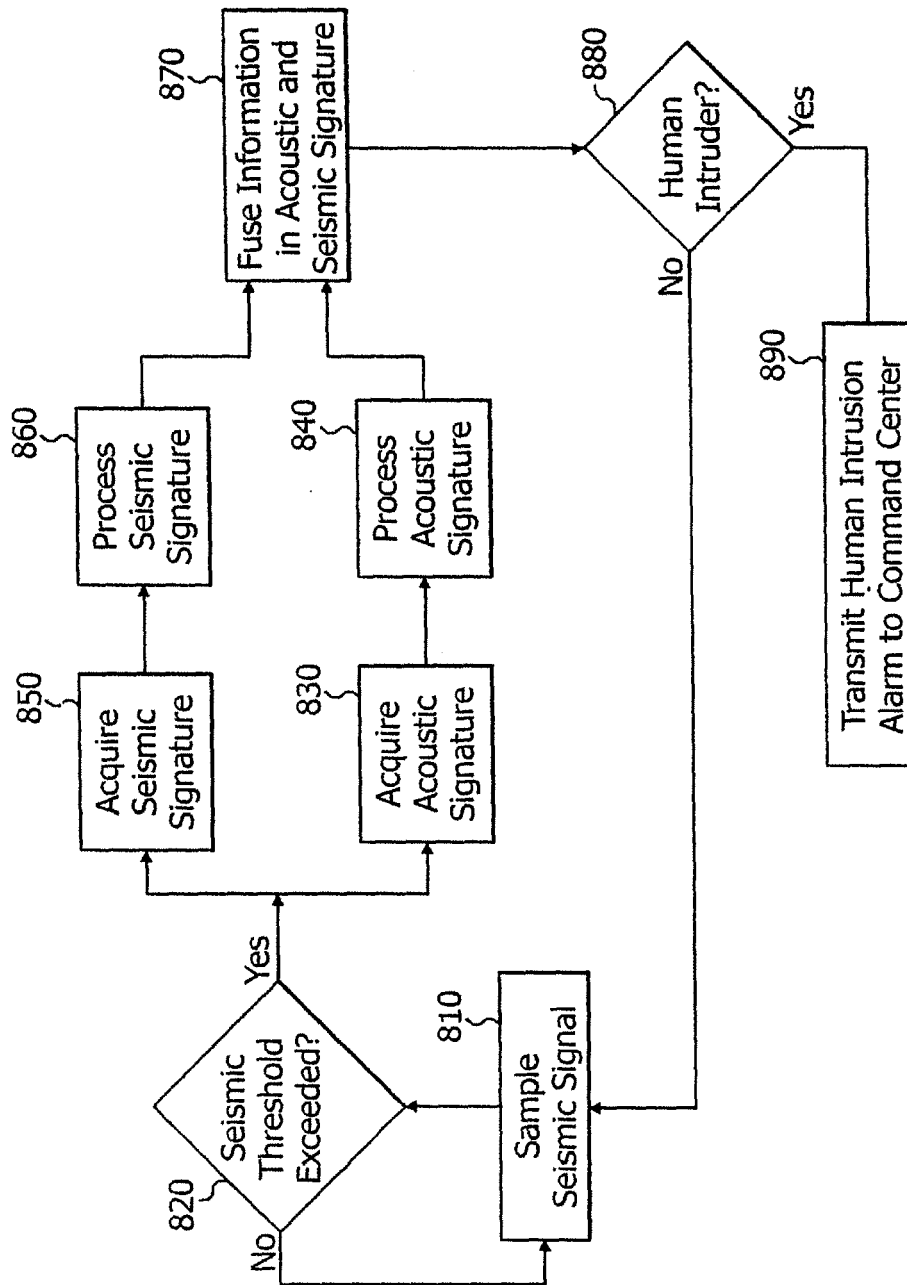 810
Sample
Seismic Signal
820
Seismic
Threshold
Exceeded?
No
Yes
850
Acquire
Seismic
Signature
860
Process
Seismic
Signature
830
Acquire
Acoustic
Signature
840
Process
Acoustic
Signature
870
Fuse Information
in Acoustic and
Seismic Signature
880
Human
Intruder?
No
Yes
890
Transmit Human Intrusion
Alarm to Command Center